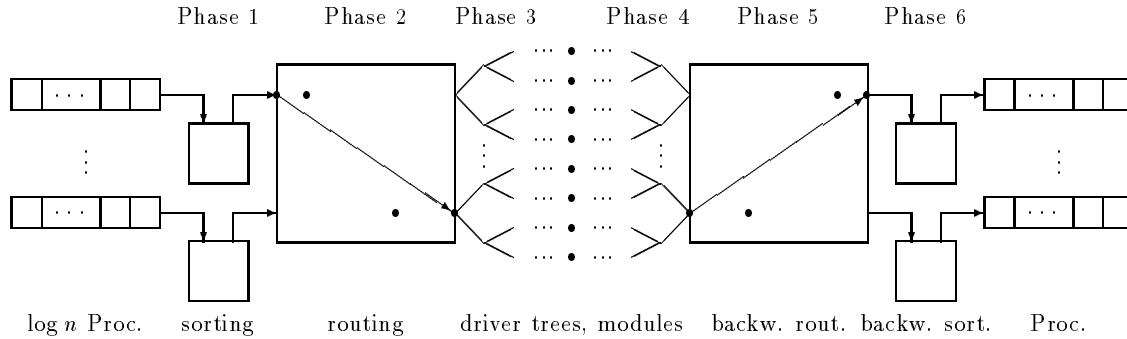 Phase 1 Phase 2 Phase 3 Phase 4 Phase 5 Phase 6
log n Proc. sorting routing driver trees, modules backw. rout. backw. sort. Proc.